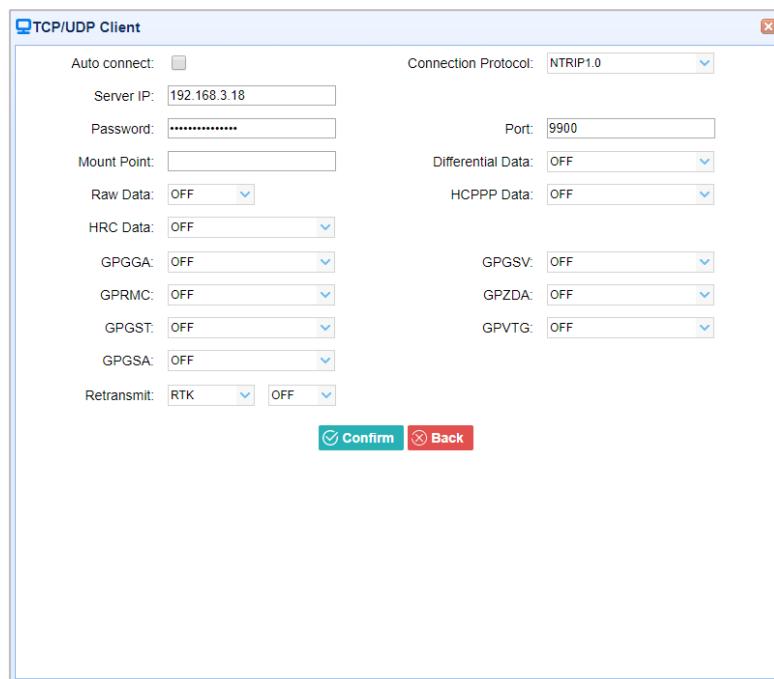 TCP/UDP Client
Auto connect: Connection Protocol: NTRIP1.0
Server IP: 192.168.3.18
Password: ••••••••••••••• Port: 9900
Mount Point: Differential Data: OFF
Raw Data: OFF HCPPP Data: OFF
HRC Data: OFF
GPGGA: OFF GPGSV: OFF
GPRMC: OFF GPZDA: OFF
GPGST: OFF GPVTG: OFF
GPGSA: OFF
Retransmit: RTK OFF
Confirm Back